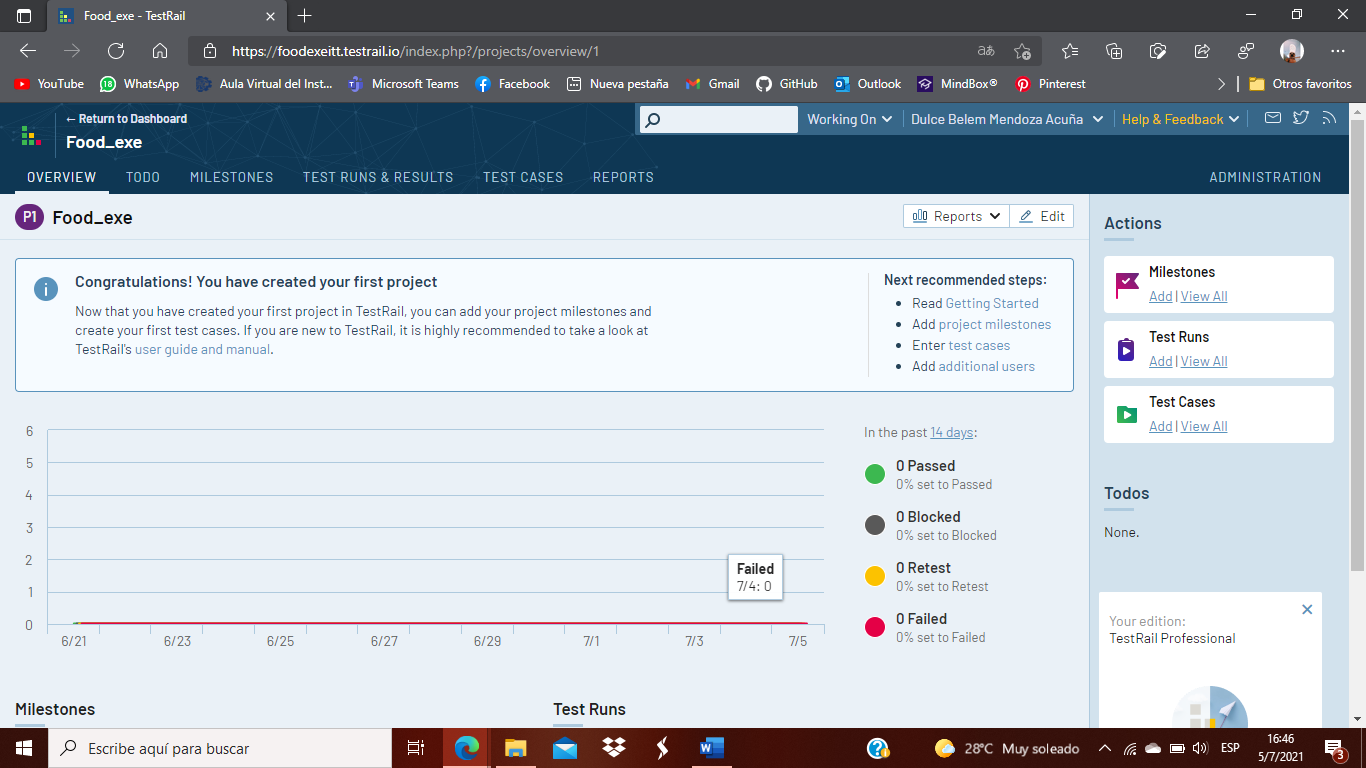 Food_exe - TestRail
https://foodexeitt.testrail.io/index.php?/projects/overview/1
YouTube WhatsApp Aula Virtual del Inst... Microsoft Teams Facebook Nueva pestaña Gmail GitHub Outlook MindBox® Pinterest Otros favoritos
← Return to Dashboard
Working On Dulce Belem Mendoza Acuña Help & Feedback
Food_exe
OVERVIEW TODO MILESTONES TEST RUNS & RESULTS TEST CASES REPORTS ADMINISTRATION
P1 Food_exe
Reports Edit
Congratulations! You have created your first project
Now that you have created your first project in TestRail, you can add your project milestones and
create your first test cases. If you are new to TestRail, it is highly recommended to take a look at
TestRail's user guide and manual.
Next recommended steps:
Read Getting Started
Add project milestones
Enter test cases
Add additional users
6
5
4
3
2
1
0
6/21 6/23 6/25 6/27 6/29 7/1 7/3 7/5
Failed
7/4: 0
In the past 14 days:
0 Passed
0% set to Passed
0 Blocked
0% set to Blocked
0 Retest
0% set to Retest
0 Failed
0% set to Failed
Milestones
Test Runs
Actions
Milestones
Add | View All
Test Runs
Add | View All
Test Cases
Add | View All
Todos
None.
Your edition:
TestRail Professional
Escribe aquí para buscar
28°C Muy soleado
ESP
16:46
5/7/2021
3